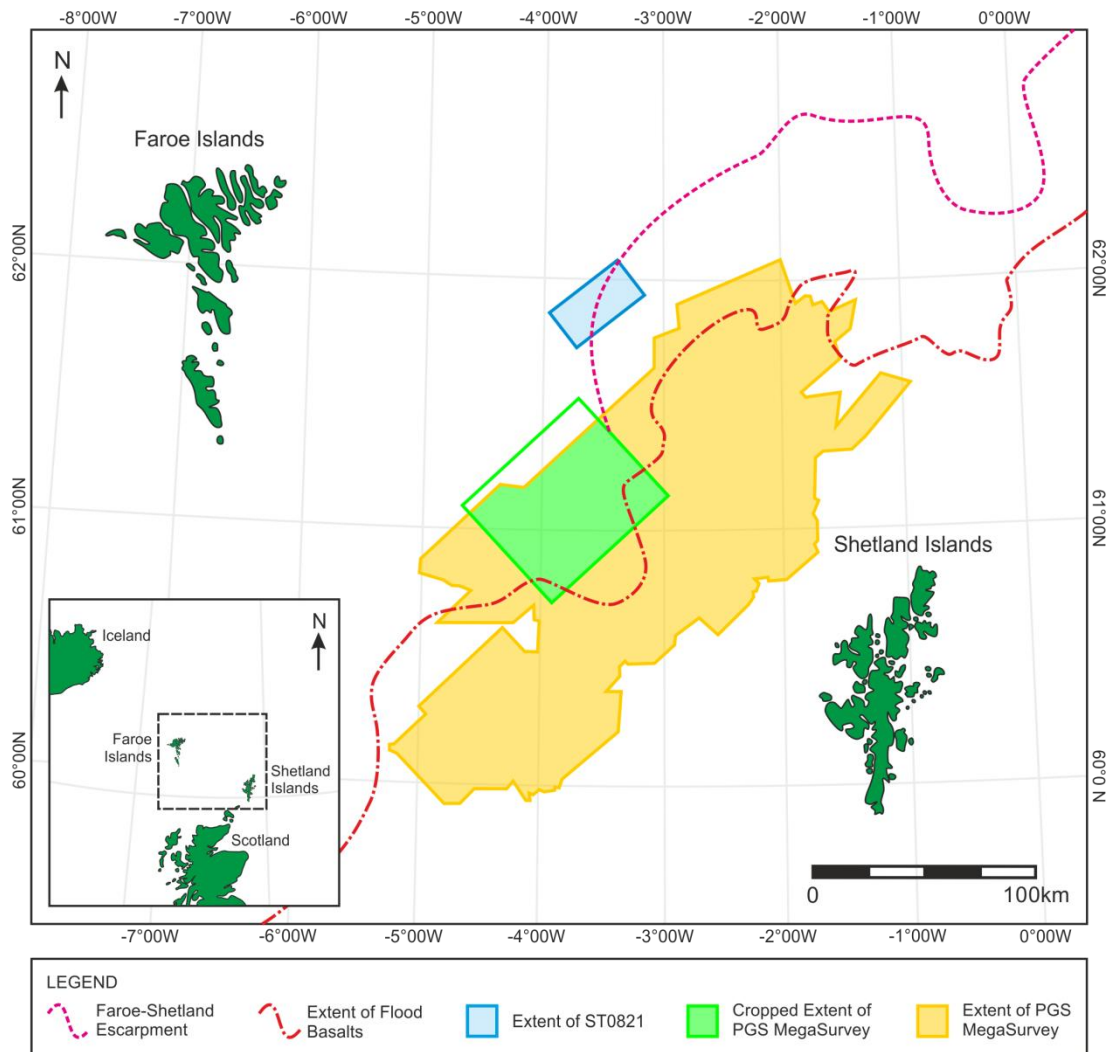 -8°00'W -7°00'W -6°00'W -5°00'W -4°00'W -3°00'W -2°00'W -1°00'W 0°00'W
N
Faroe Islands
62°00'N
62°00'N
61°00'N
61°00'N
Shetland Islands
60°00'N
60°0 N
Iceland
N
Faroe
Islands
Shetland
Islands
Scotland
0 100km
-7°00'W -6°00'W -5°00'W -4°00'W -3°00'W -2°00'W -1°00'W 0°00'W
LEGEND
Faroe-Shetland
Escarpment
Extent of Flood
Basalts
Extent of ST0821
Cropped Extent of
PGS MegaSurvey
Extent of PGS
MegaSurvey